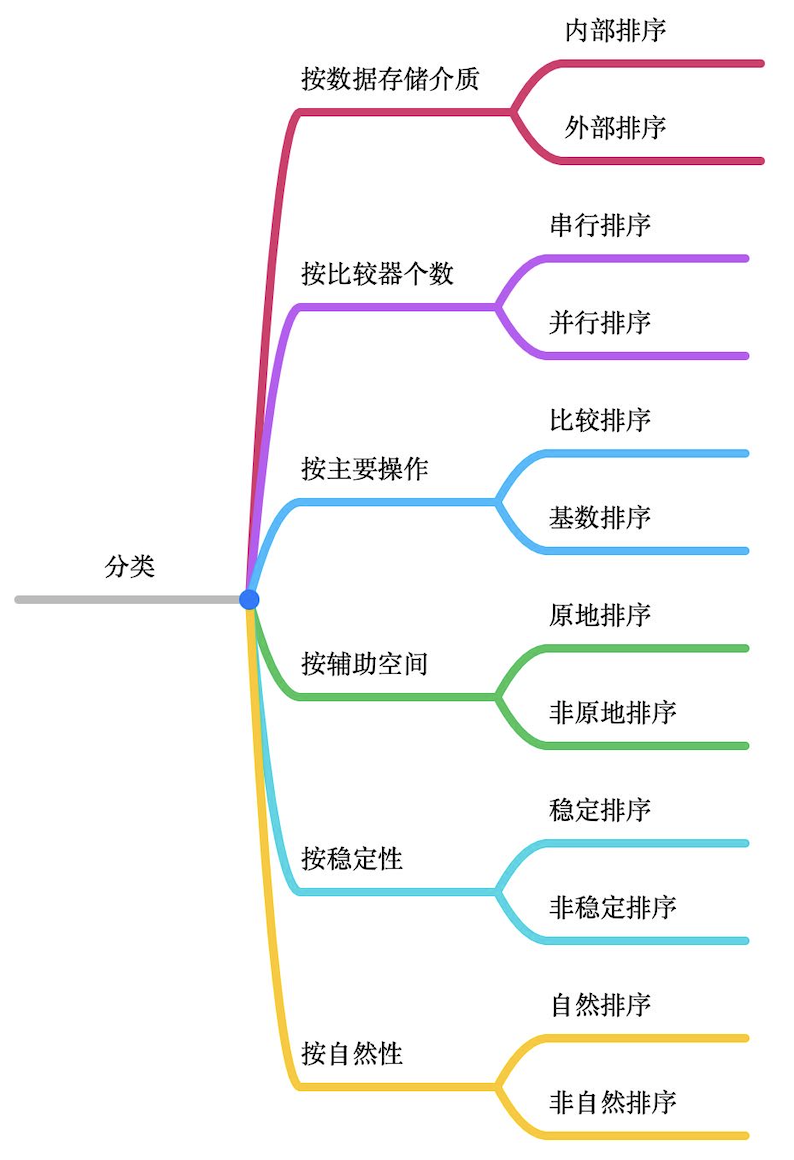 分类
按数据存储介质
内部排序
外部排序
按比较器个数
串行排序
并行排序
按主要操作
比较排序
基数排序
按辅助空间
原地排序
非原地排序
按稳定性
稳定排序
非稳定排序
按自然性
自然排序
非自然排序